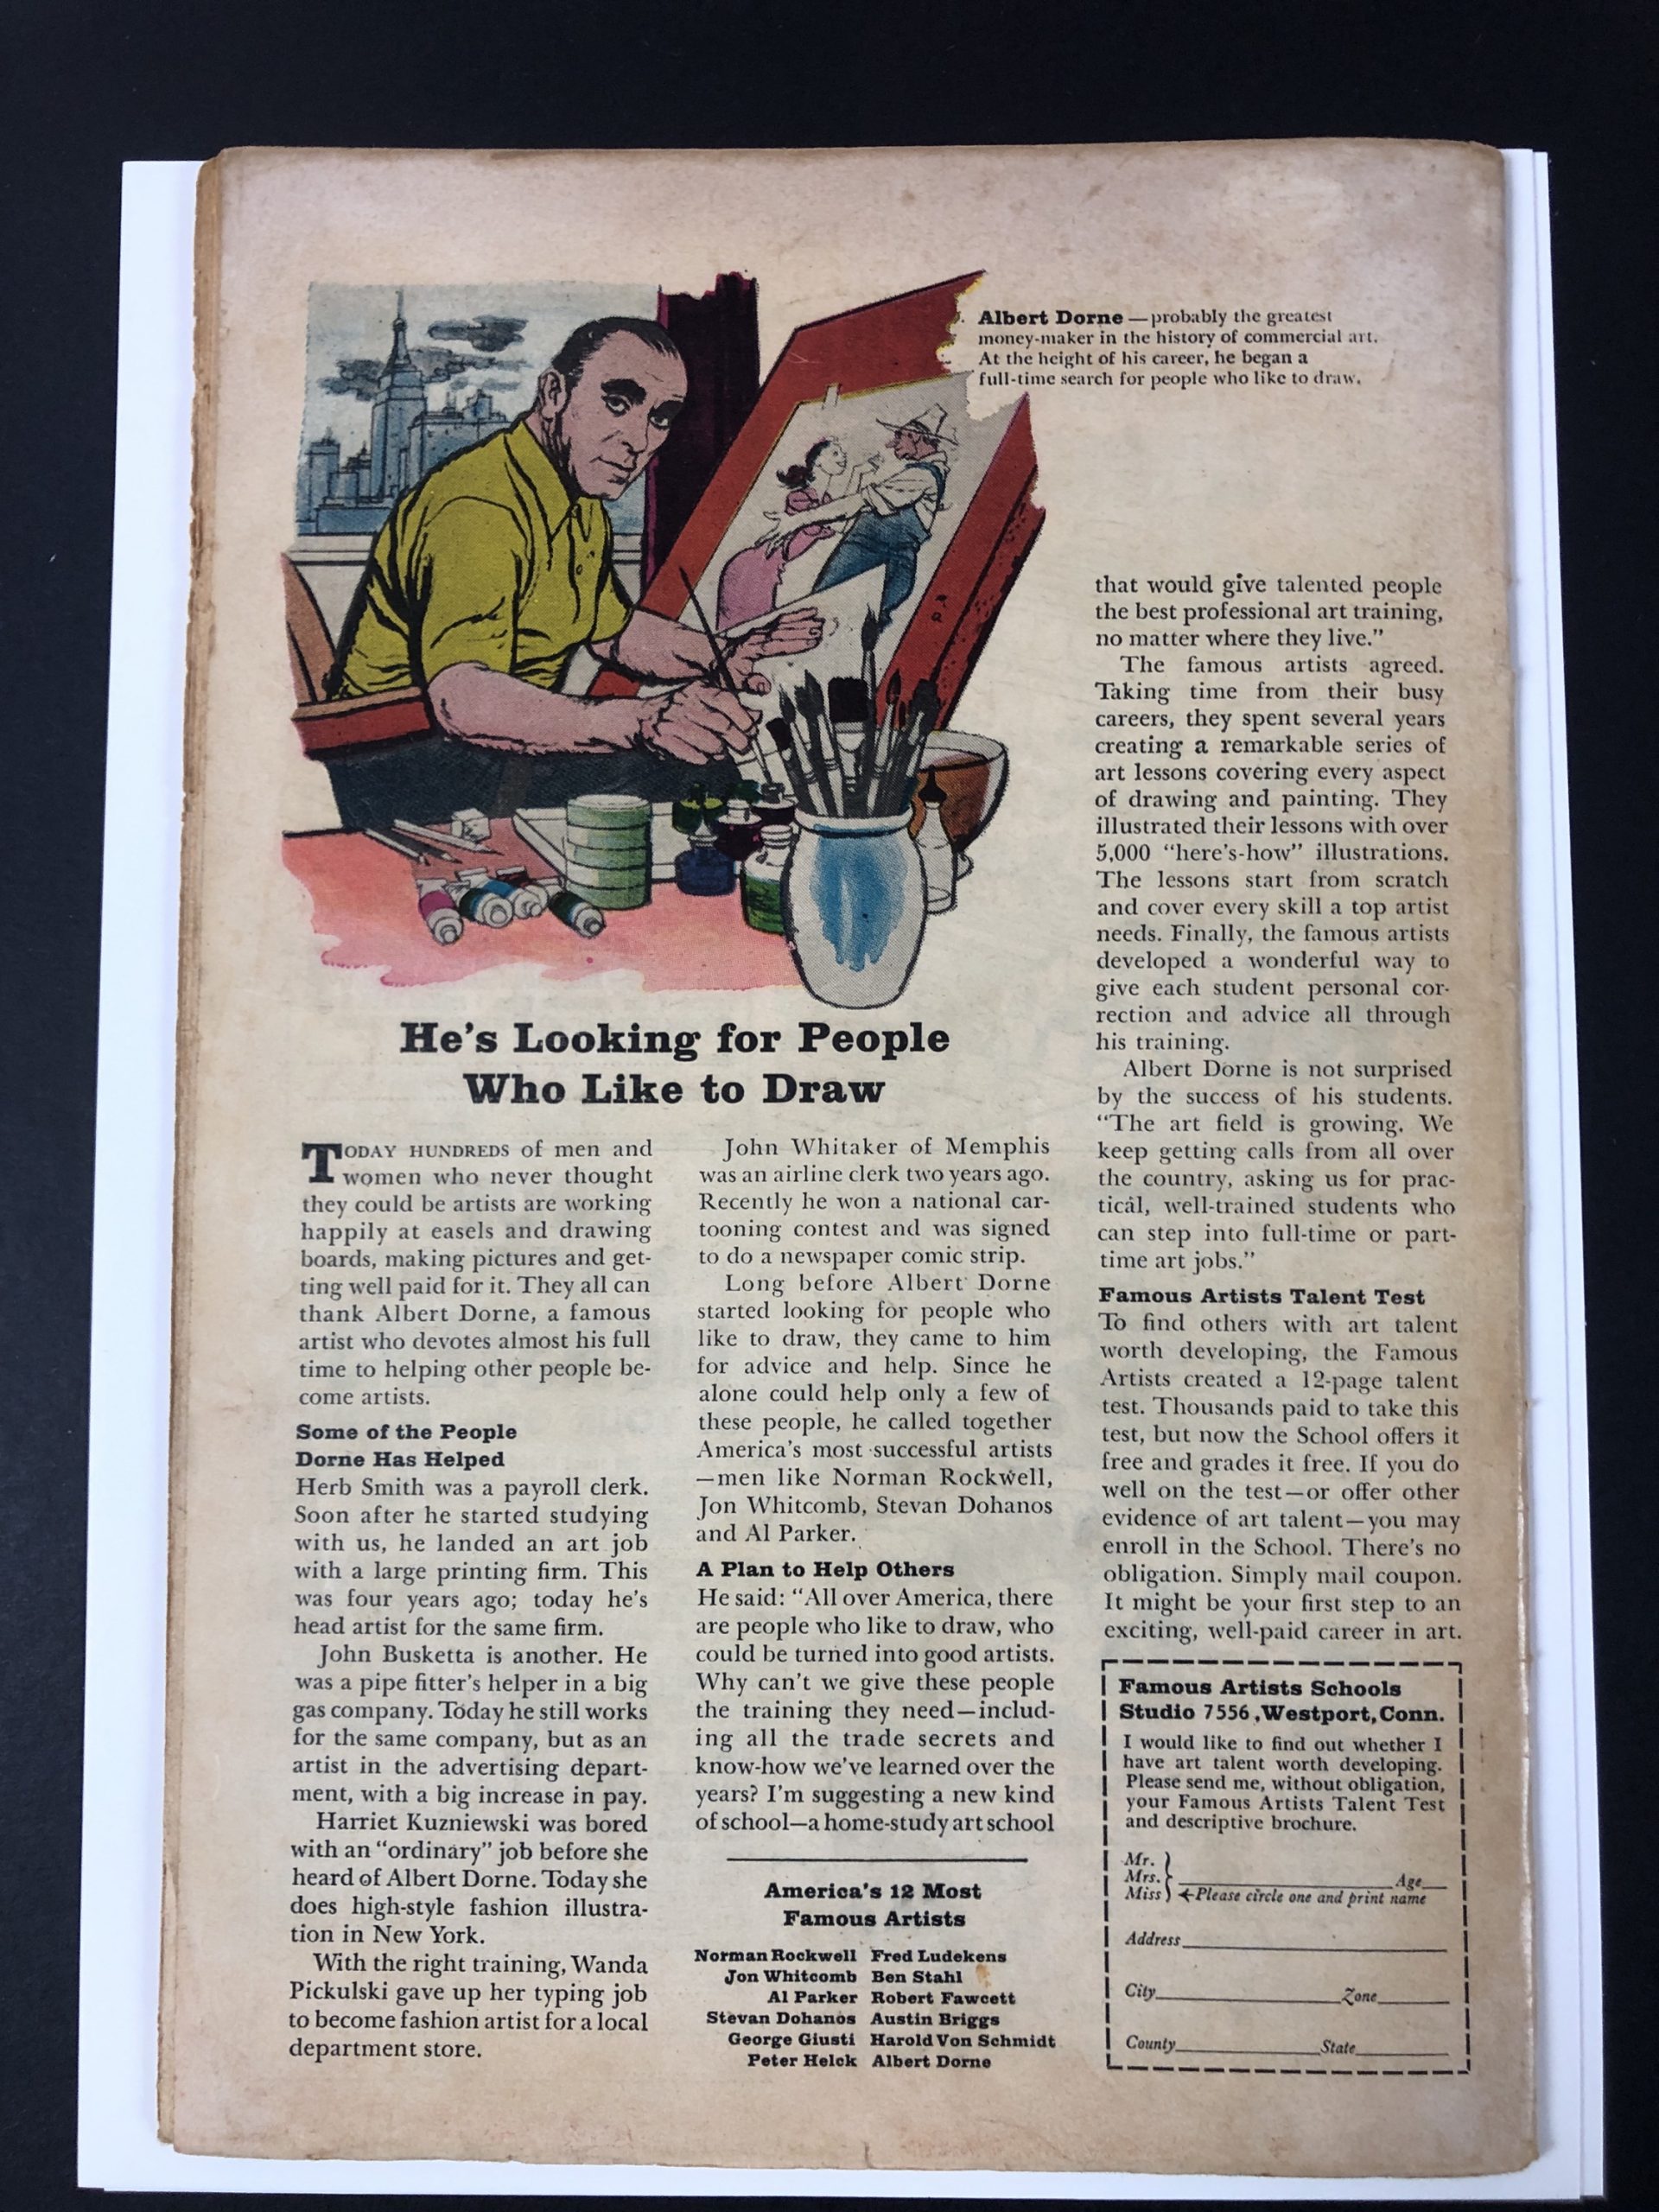 Albert Dorne — probably the greatest
money-maker in the history of commercial art.
At the height of his career, he began a
full-time search for people who like to draw.
He's Looking for People
Who Like to Draw
TODAY HUNDREDS of men and
women who never thought
they could be artists are working
happily at easels and drawing
boards, making pictures and get-
ting well paid for it. They all can
thank Albert Dorne, a famous
artist who devotes almost his full
time to helping other people be-
come artists.
Some of the People
Dorne Has Helped
Herb Smith was a payroll clerk.
Soon after he started studying
with us, he landed an art job
with a large printing firm. This
was four years ago; today he's
head artist for the same firm.
John Busketta is another. He
was a pipe fitter's helper in a big
gas company. Today he still works
for the same company, but as an
artist in the advertising depart-
ment, with a big increase in pay.
Harriet Kuzniewski was bored
with an "ordinary" job before she
heard of Albert Dorne. Today she
does high-style fashion illustra-
tion in New York.
With the right training, Wanda
Pickulski gave up her typing job
to become fashion artist for a local
department store.
John Whitaker of Memphis
was an airline clerk two years ago.
Recently he won a national car-
tooning contest and was signed
to do a newspaper comic strip.
Long before Albert Dorne
started looking for people who
like to draw, they came to him
for advice and help. Since he
alone could help only a few of
these people, he called together
America's most successful artists
—men like Norman Rockwell,
Jon Whitcomb, Stevan Dohanos
and Al Parker.
A Plan to Help Others
He said: "All over America, there
are people who like to draw, who
could be turned into good artists.
Why can't we give these people
the training they need—includ-
ing all the trade secrets and
know-how we've learned over the
years? I'm suggesting a new kind
of school—a home-study art school
America's 12 Most
Famous Artists
Norman Rockwell Fred Ludekens
Jon Whitcomb Ben Stahl
Al Parker Robert Fawcett
Stevan Dohanos Austin Briggs
George Giusti Harold Von Schmidt
Peter Helck Albert Dorne
that would give talented people
the best professional art training,
no matter where they live."
The famous artists agreed.
Taking time from their busy
careers, they spent several years
creating a remarkable series of
art lessons covering every aspect
of drawing and painting. They
illustrated their lessons with over
5,000 "here's-how" illustrations.
The lessons start from scratch
and cover every skill a top artist
needs. Finally, the famous artists
developed a wonderful way to
give each student personal cor-
rection and advice all through
his training.
Albert Dorne is not surprised
by the success of his students.
"The art field is growing. We
keep getting calls from all over
the country, asking us for prac-
tical, well-trained students who
can step into full-time or part-
time art jobs."
Famous Artists Talent Test
To find others with art talent
worth developing, the Famous
Artists created a 12-page talent
test. Thousands paid to take this
test, but now the School offers it
free and grades it free. If you do
well on the test—or offer other
evidence of art talent—you may
enroll in the School. There's no
obligation. Simply mail coupon.
It might be your first step to an
exciting, well-paid career in art.
Famous Artists Schools
Studio 7556, Westport, Conn.
I would like to find out whether I
have art talent worth developing.
Please send me, without obligation,
your Famous Artists Talent Test
and descriptive brochure.
Mr.
Mrs. Age
Miss ←Please circle one and print name
Address
City Zone
County State